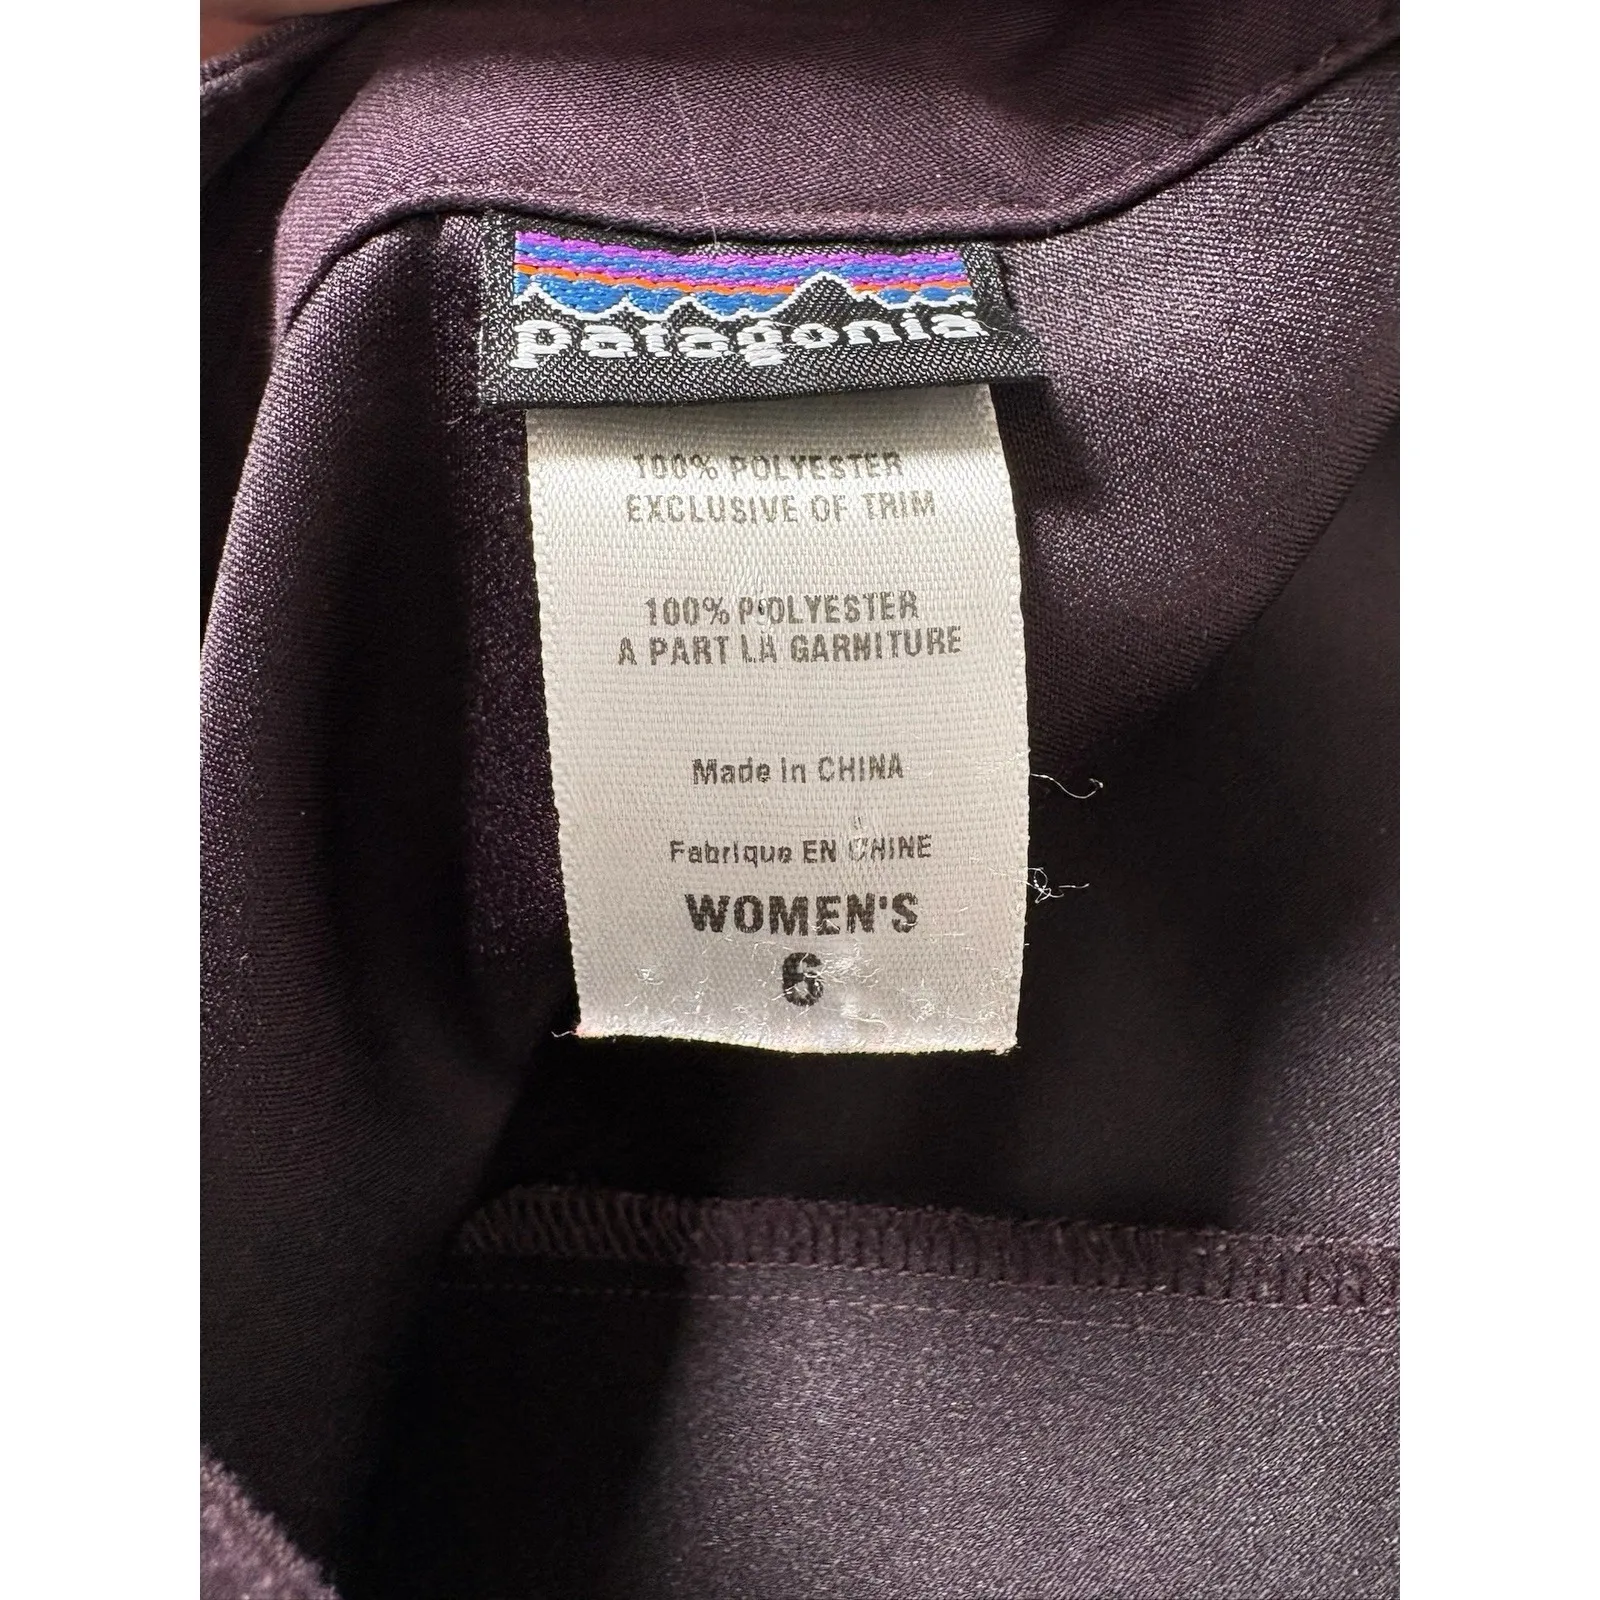 patagonia
100% POLYESTER
EXCLUSIVE OF TRIM
100% POLYESTER
A PART LA GARNITURE
Made in CHINA
Fabrique EN CHINE
WOMEN'S
6